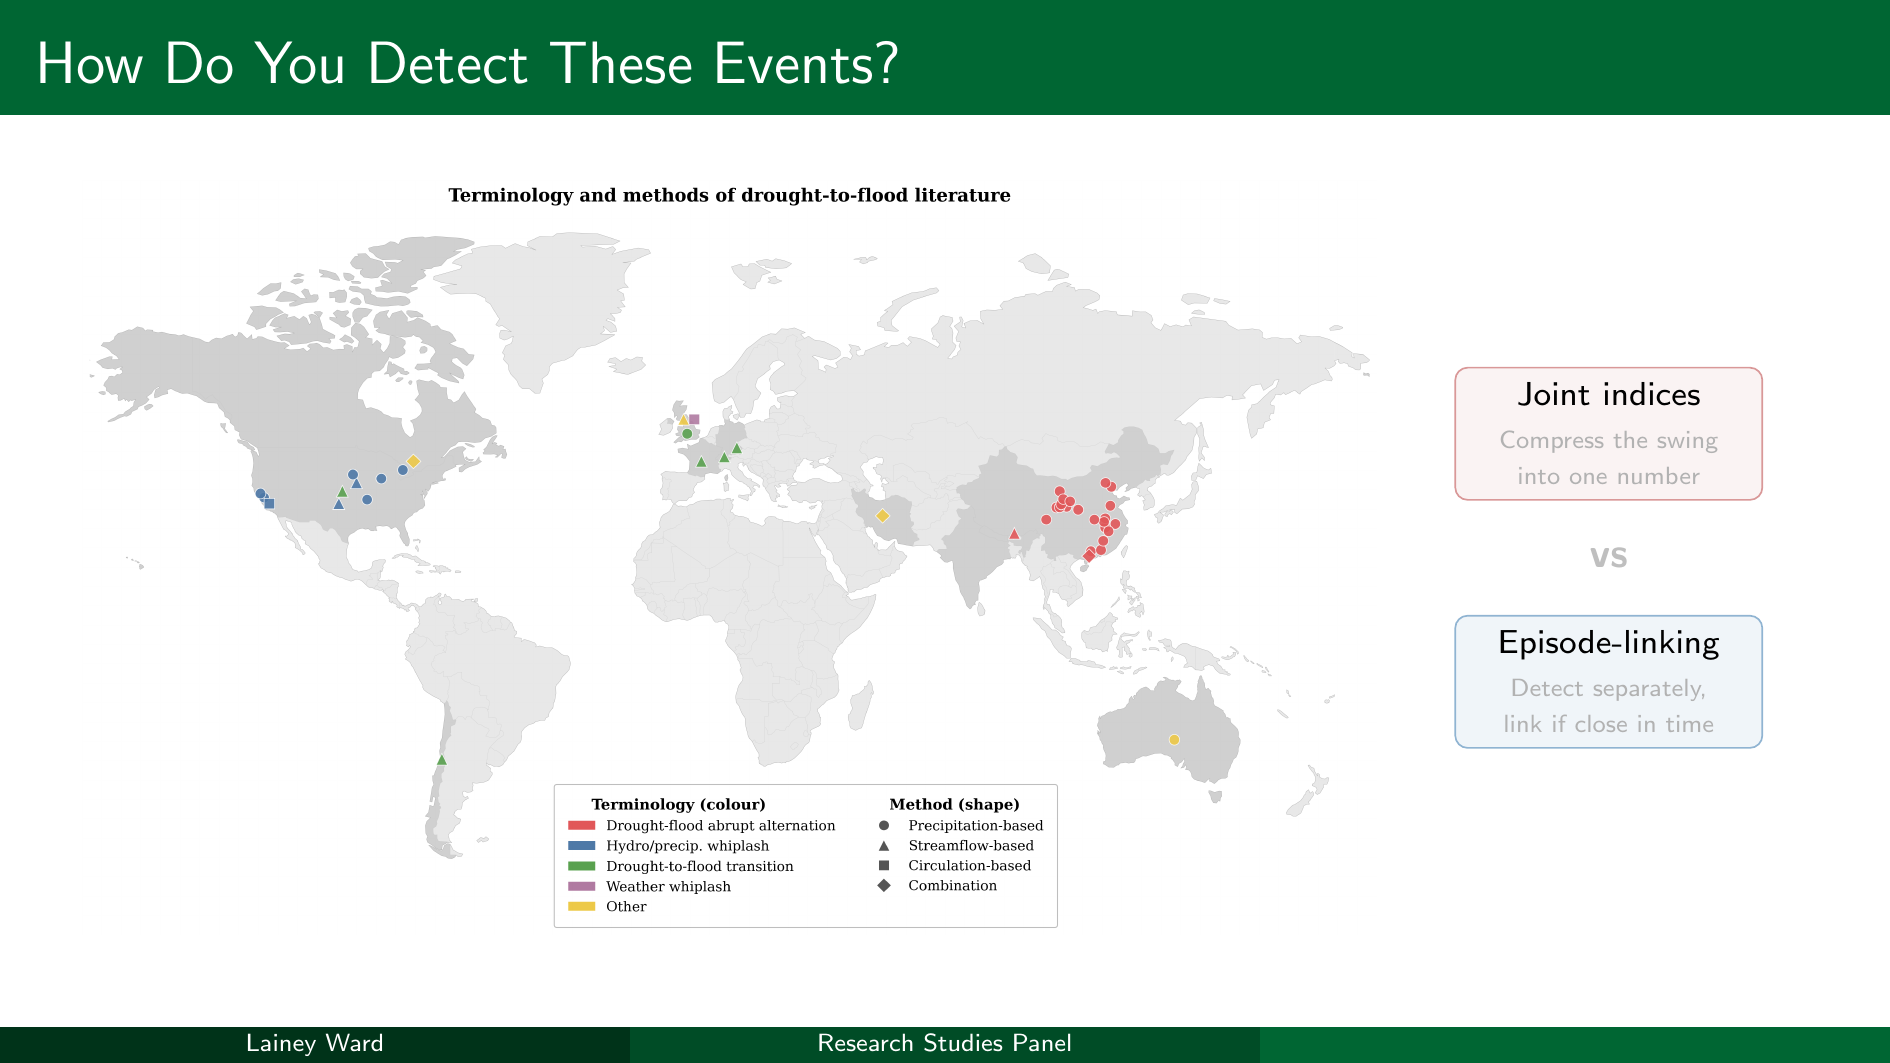 How Do You Detect These Events?
Terminology and methods of drought-to-flood literature
Joint indices
Compress the swing
into one number
vs
Episode-linking
Detect separately,
link if close in time
Terminology (colour)
Drought-flood abrupt alternation
Hydro/precip. whiplash
Drought-to-flood transition
Weather whiplash
Other
Method (shape)
Precipitation-based
Streamflow-based
Circulation-based
Combination
Lainey Ward
Research Studies Panel